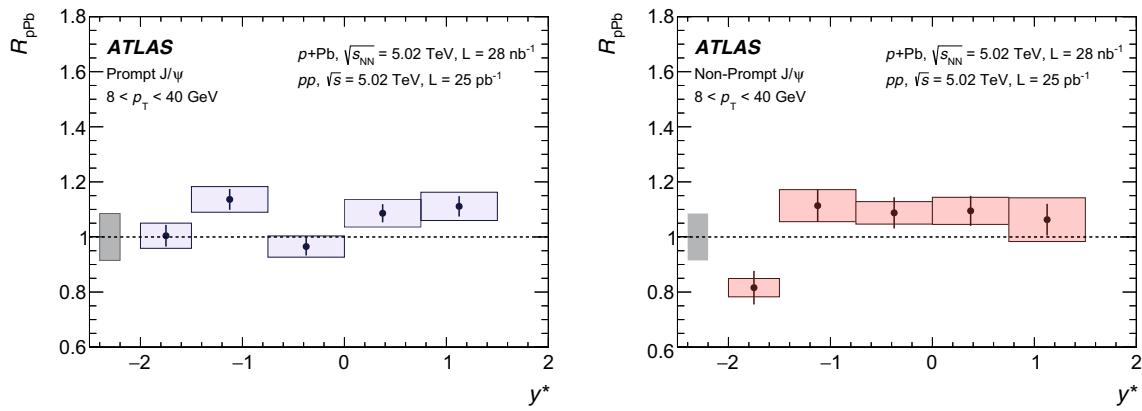 R_pPb
ATLAS
Prompt J/ψ
8 < p_T < 40 GeV
p+Pb, √s_NN = 5.02 TeV, L = 28 nb⁻¹
pp, √s = 5.02 TeV, L = 25 pb⁻¹
1.8
1.6
1.4
1.2
1
0.8
0.6
−2 −1 0 1 2
y*
R_pPb
ATLAS
Non-Prompt J/ψ
8 < p_T < 40 GeV
p+Pb, √s_NN = 5.02 TeV, L = 28 nb⁻¹
pp, √s = 5.02 TeV, L = 25 pb⁻¹
1.8
1.6
1.4
1.2
1
0.8
0.6
−2 −1 0 1 2
y*